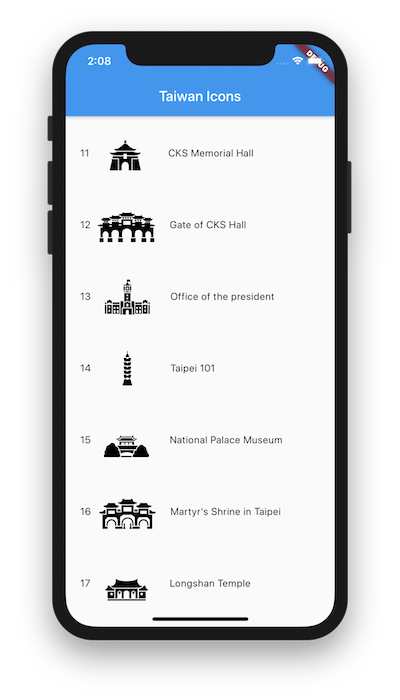 2:08
DEBUG
Taiwan Icons
11 CKS Memorial Hall
12 Gate of CKS Hall
13 Office of the president
14 Taipei 101
15 National Palace Museum
16 Martyr's Shrine in Taipei
17 Longshan Temple